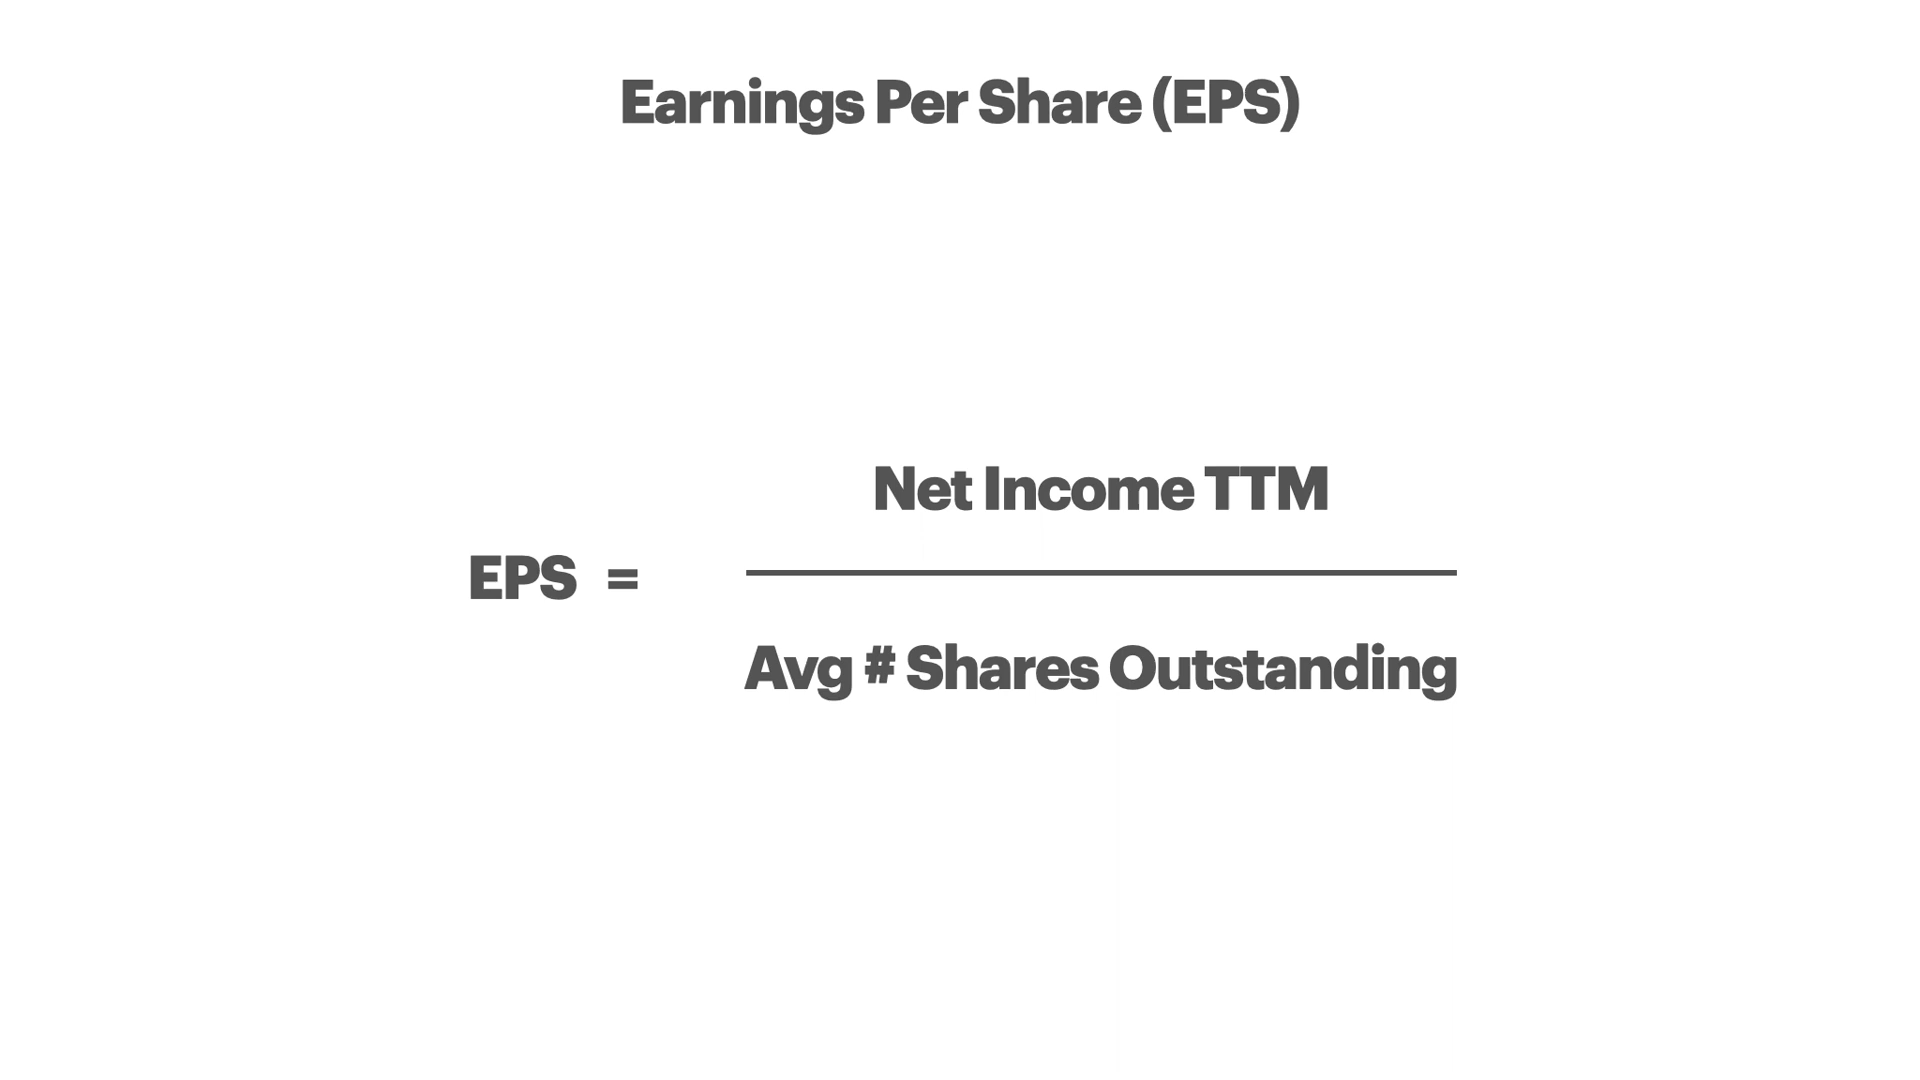 Earnings Per Share (EPS)
Net Income TTM
EPS =
Avg # Shares Outstanding